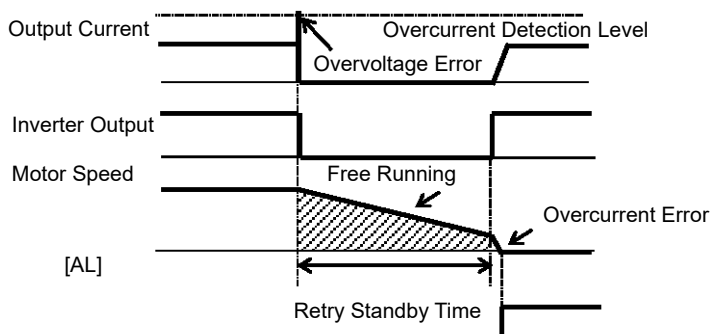 Output Current
Overcurrent Detection Level
Overvoltage Error
Inverter Output
Motor Speed
Free Running
Overcurrent Error
[AL]
Retry Standby Time